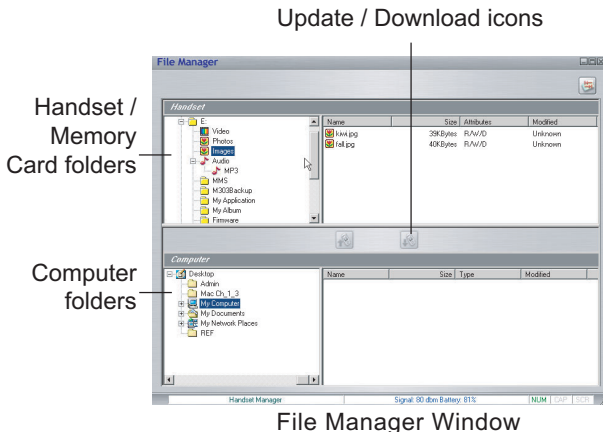 Update / Download icons
File Manager
Handset /
Memory
Card folders
Handset
E:
Video
Photos
Images
Audio
MP3
MMS
M303Backup
My Application
My Album
Firmware
Name Size Attributes Modified
kiwi.jpg 39KBytes R/W/D Unknown
fall.jpg 40KBytes R/W/D Unknown
Computer
folders
Computer
Desktop
Admin
Mac Ch_1_3
My Computer
My Documents
My Network Places
REF
Name Size Type Modified
Handset Manager Signal: 80 dbm Battery: 81% NUM CAP SCR
File Manager Window